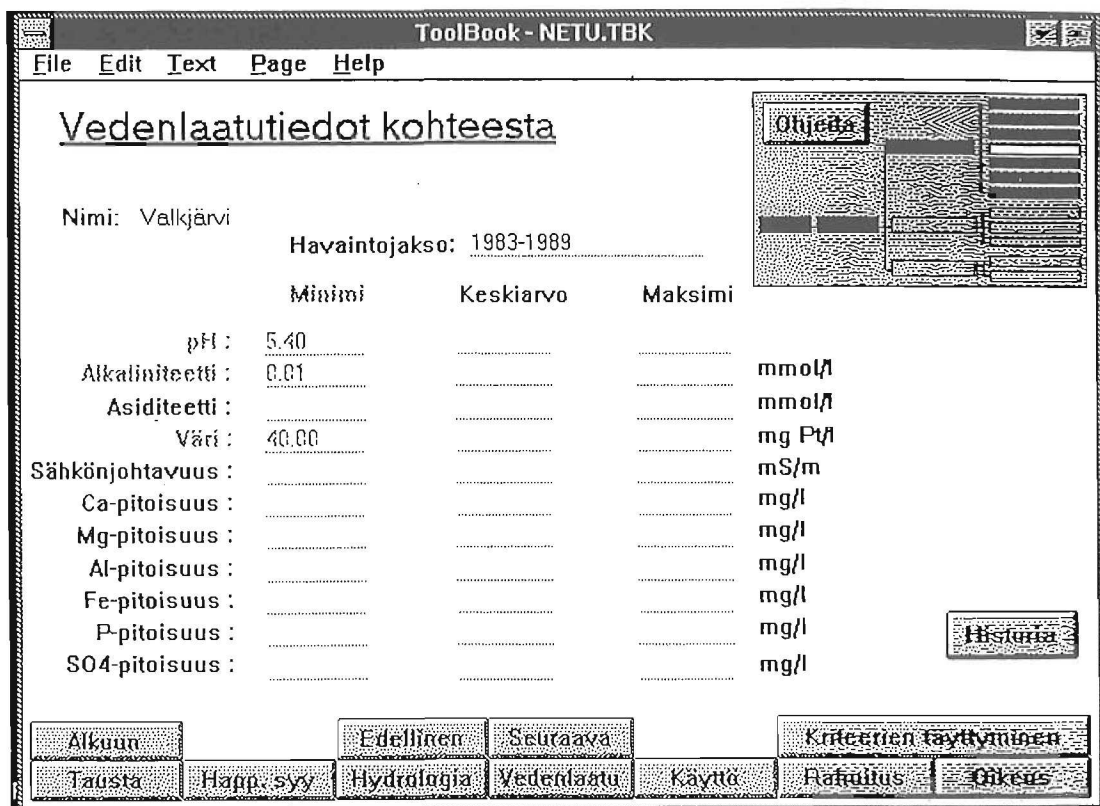 ToolBook - NETU.TBK
File Edit Text Page Help
Vedenlaatutiedot kohteesta
Ohjeda
Nimi: Valkjärvi
Havaintojakso: 1983-1989
Minimi Keskiarvo Maksimi
pH : 5.40
Alkaliniteetti : 0.01 mmol/l
Asiditeetti : mmol/l
Väri : 40.00 mg Pt/l
Sähkönjohtavuus : mS/m
Ca-pitoisuus : mg/l
Mg-pitoisuus : mg/l
Al-pitoisuus : mg/l
Fe-pitoisuus : mg/l
P-pitoisuus : mg/l
Historia
SO4-pitoisuus : mg/l
Alkuun Edellinen Seuraava Kriteerien täyttyminen
Tausta Happ. syy Hydrologia Vedenlaatu Käyttö Rahoitus Oikeus